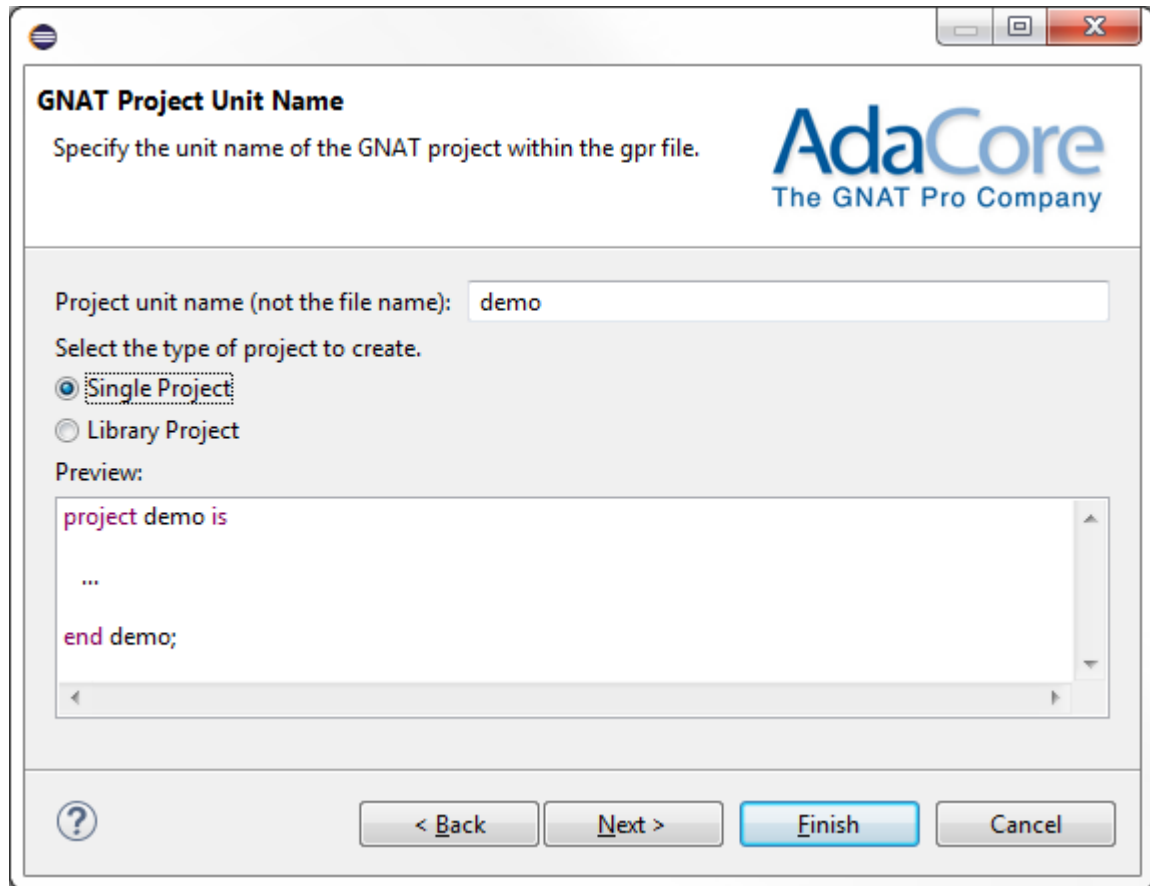 GNAT Project Unit Name
Specify the unit name of the GNAT project within the gpr file.
AdaCore
The GNAT Pro Company
Project unit name (not the file name): demo
Select the type of project to create.
Single Project
Library Project
Preview:
project demo is
...
end demo;
?
< Back
Next >
Finish
Cancel